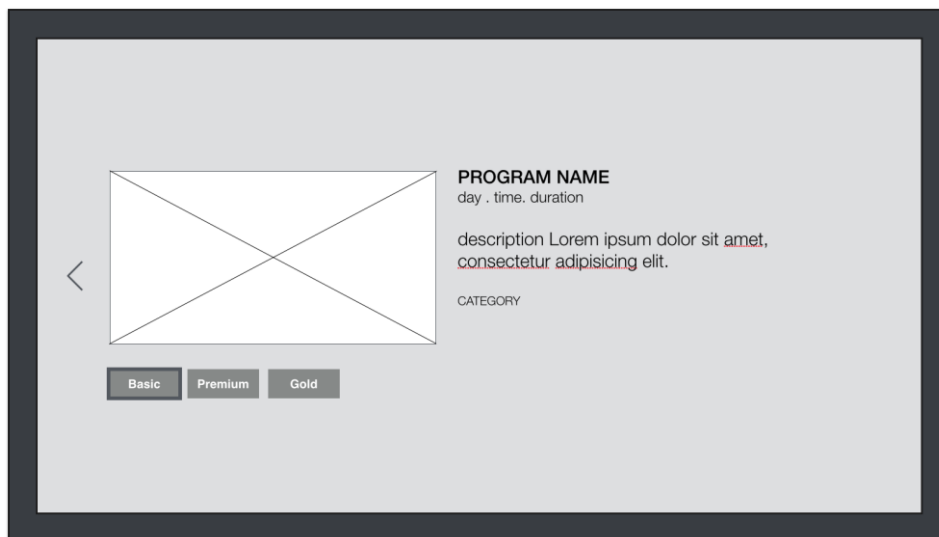 PROGRAM NAME
day . time. duration
description Lorem ipsum dolor sit amet,
consectetur adipisicing elit.
CATEGORY
Basic
Premium
Gold